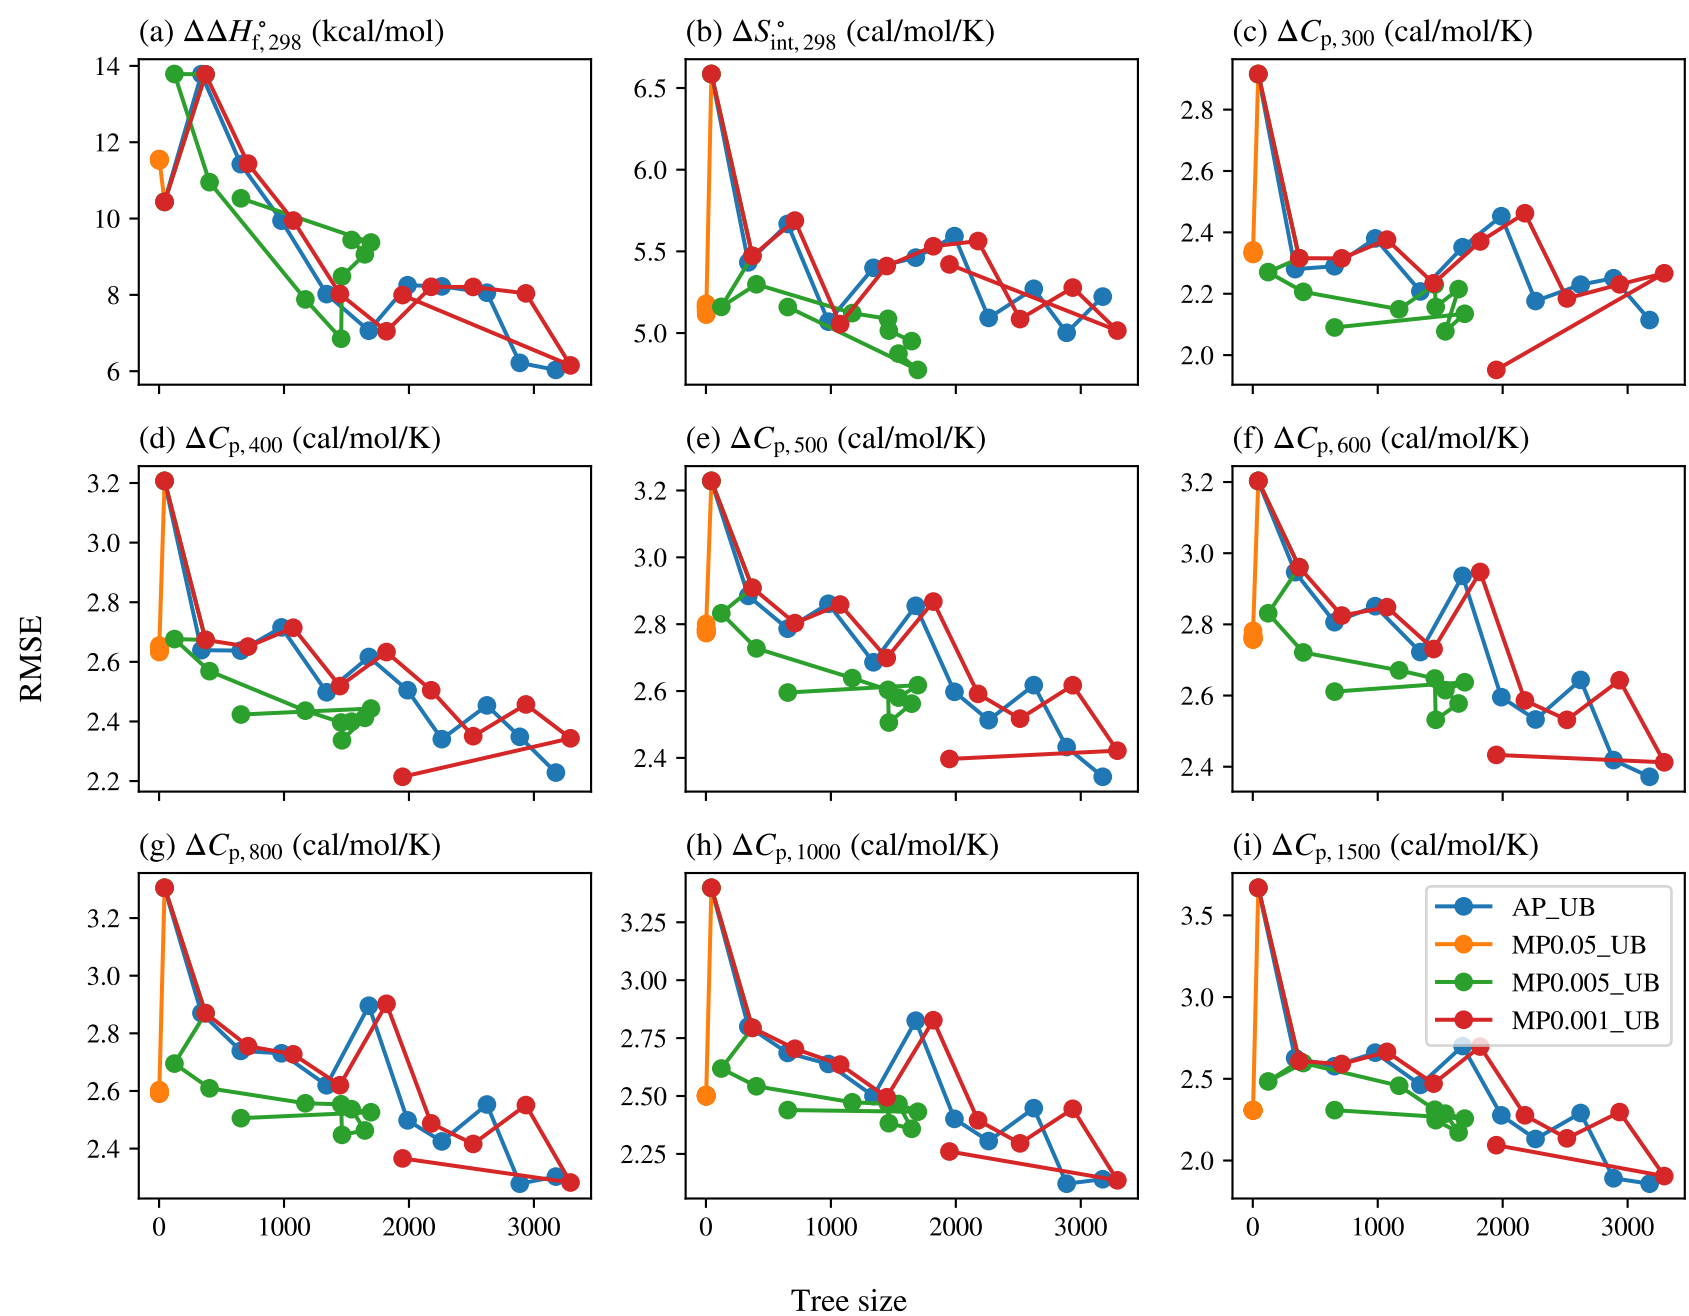 (a) ΔΔH°f, 298 (kcal/mol)
14
12
10
8
6
(b) ΔS°int, 298 (cal/mol/K)
6.5
6.0
5.5
5.0
(c) ΔCp, 300 (cal/mol/K)
2.8
2.6
2.4
2.2
2.0
(d) ΔCp, 400 (cal/mol/K)
3.2
3.0
2.8
2.6
2.4
2.2
(e) ΔCp, 500 (cal/mol/K)
3.2
3.0
2.8
2.6
2.4
(f) ΔCp, 600 (cal/mol/K)
3.2
3.0
2.8
2.6
2.4
RMSE
(g) ΔCp, 800 (cal/mol/K)
3.2
3.0
2.8
2.6
2.4
0 1000 2000 3000
(h) ΔCp, 1000 (cal/mol/K)
3.25
3.00
2.75
2.50
2.25
0 1000 2000 3000
(i) ΔCp, 1500 (cal/mol/K)
3.5
3.0
2.5
2.0
0 1000 2000 3000
AP_UB
MP0.05_UB
MP0.005_UB
MP0.001_UB
Tree size